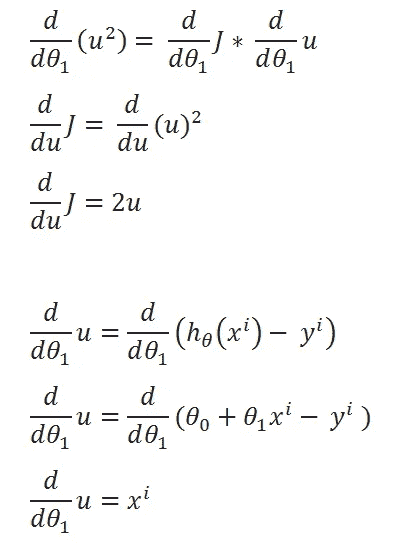 d/dθ₁ (u²) = d/dθ₁ J * d/dθ₁ u
d/du J = d/du (u)²
d/du J = 2u
d/dθ₁ u = d/dθ₁ (h_θ(xⁱ) − yⁱ)
d/dθ₁ u = d/dθ₁ (θ₀ + θ₁xⁱ − yⁱ )
d/dθ₁ u = xⁱ